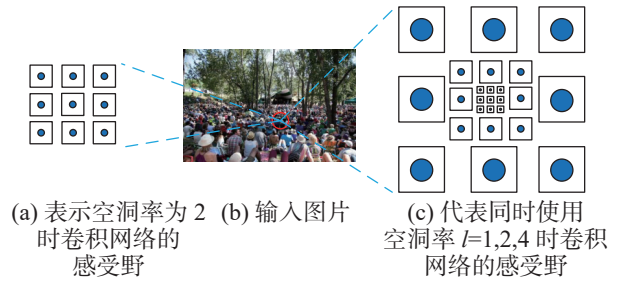 (a) 表示空洞率为 2
时卷积网络的
感受野
(b) 输入图片
(c) 代表同时使用
空洞率 l=1,2,4 时卷积
网络的感受野